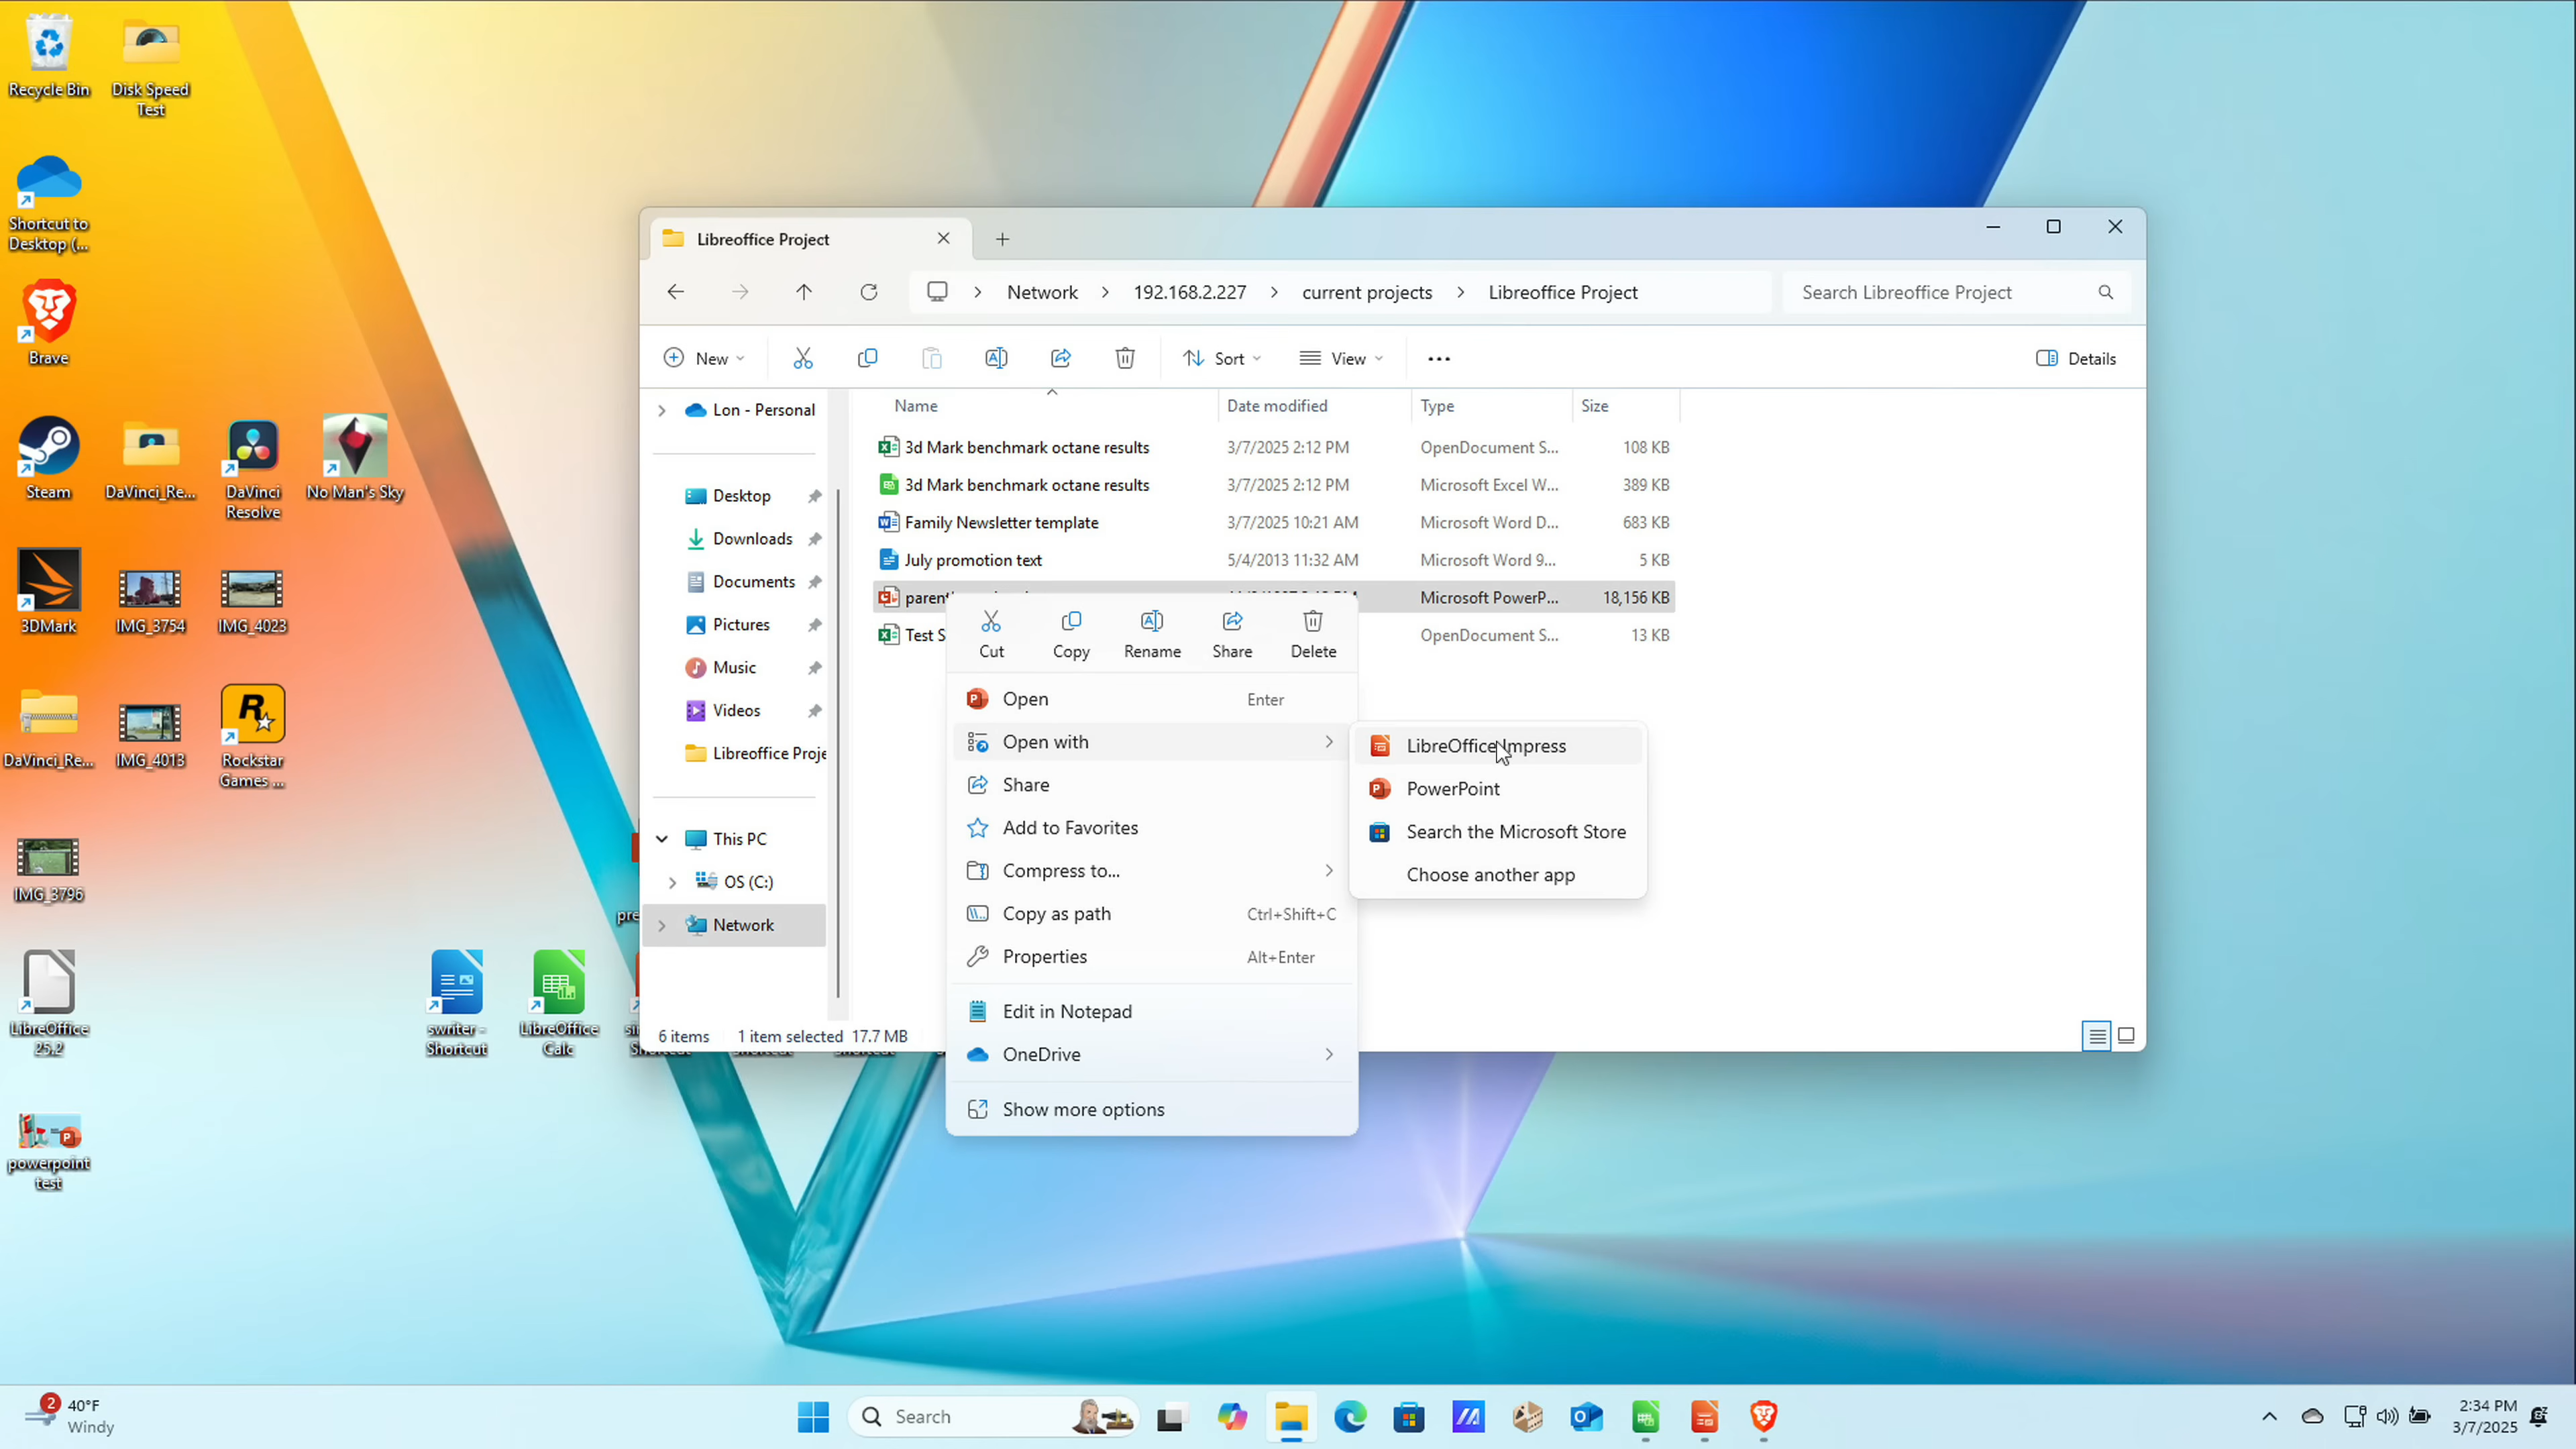 Recycle Bin
Disk Speed
Test
Shortcut to
Desktop (...
Brave
Steam
DaVinci_Re...
DaVinci
Resolve
No Man's Sky
3DMark
IMG_3754
IMG_4023
DaVinci_Re...
IMG_4013
Rockstar
Games ...
IMG_3796
LibreOffice
25.2
swriter -
Shortcut
LibreOffice
Calc
powerpoint
test
Libreoffice Project
Network
192.168.2.227
current projects
Libreoffice Project
Search Libreoffice Project
New
Sort
View
Details
Lon - Personal
Desktop
Downloads
Documents
Pictures
Music
Videos
Libreoffice Proje
This PC
OS (C:)
Network
Name Date modified Type Size
3d Mark benchmark octane results 3/7/2025 2:12 PM OpenDocument S... 108 KB
3d Mark benchmark octane results 3/7/2025 2:12 PM Microsoft Excel W... 389 KB
Family Newsletter template 3/7/2025 10:21 AM Microsoft Word D... 683 KB
July promotion text 5/4/2013 11:32 AM Microsoft Word 9... 5 KB
Microsoft PowerP... 18,156 KB
Test S OpenDocument S... 13 KB
Cut Copy Rename Share Delete
Open Enter
Open with
Share
Add to Favorites
Compress to...
Copy as path Ctrl+Shift+C
Properties Alt+Enter
Edit in Notepad
OneDrive
Show more options
LibreOffice Impress
PowerPoint
Search the Microsoft Store
Choose another app
6 items 1 item selected 17.7 MB
2
40°F
Windy
Search
2:34 PM
3/7/2025